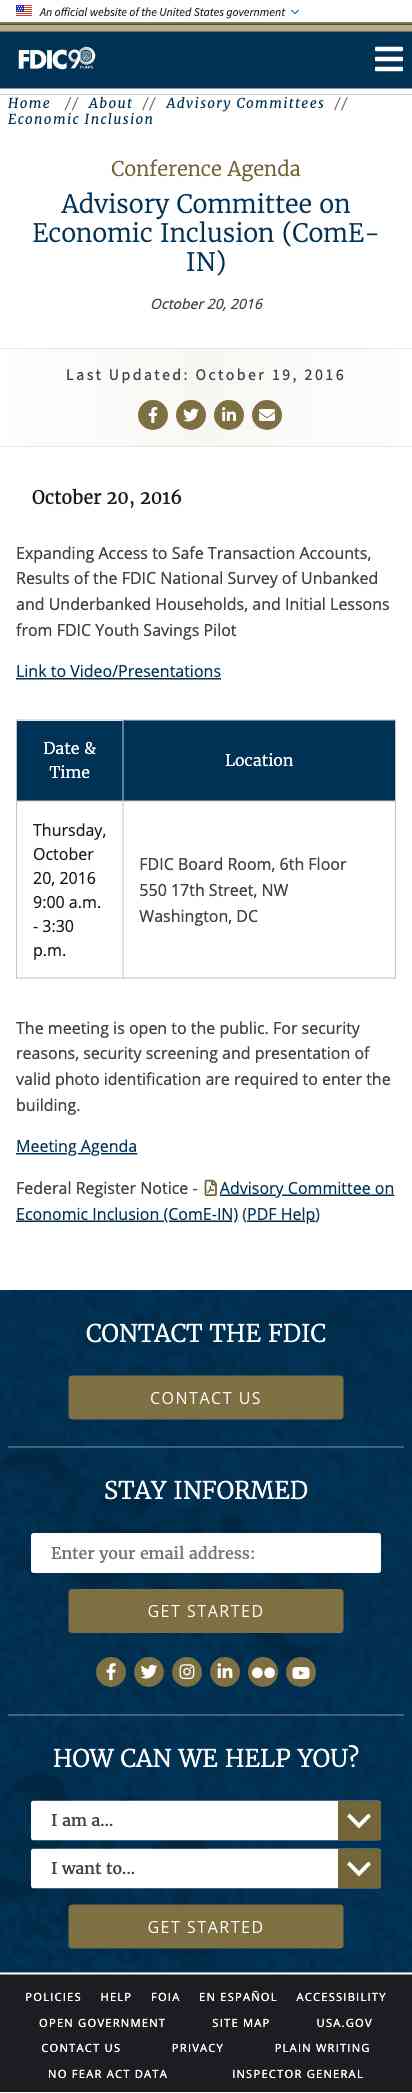 An official website of the United States government
FDIC 90 YEARS
Home // About // Advisory Committees //
Economic Inclusion
Conference Agenda
Advisory Committee on
Economic Inclusion (ComE-
IN)
October 20, 2016
Last Updated: October 19, 2016
October 20, 2016
Expanding Access to Safe Transaction Accounts,
Results of the FDIC National Survey of Unbanked
and Underbanked Households, and Initial Lessons
from FDIC Youth Savings Pilot
Link to Video/Presentations
Date &
Time
Location
Thursday,
October
20, 2016
9:00 a.m.
- 3:30
p.m.
FDIC Board Room, 6th Floor
550 17th Street, NW
Washington, DC
The meeting is open to the public. For security
reasons, security screening and presentation of
valid photo identification are required to enter the
building.
Meeting Agenda
Federal Register Notice - Advisory Committee on
Economic Inclusion (ComE-IN) (PDF Help)
CONTACT THE FDIC
CONTACT US
STAY INFORMED
Enter your email address:
GET STARTED
HOW CAN WE HELP YOU?
I am a...
I want to...
GET STARTED
POLICIES HELP FOIA EN ESPAÑOL ACCESSIBILITY
OPEN GOVERNMENT SITE MAP USA.GOV
CONTACT US PRIVACY PLAIN WRITING
NO FEAR ACT DATA INSPECTOR GENERAL